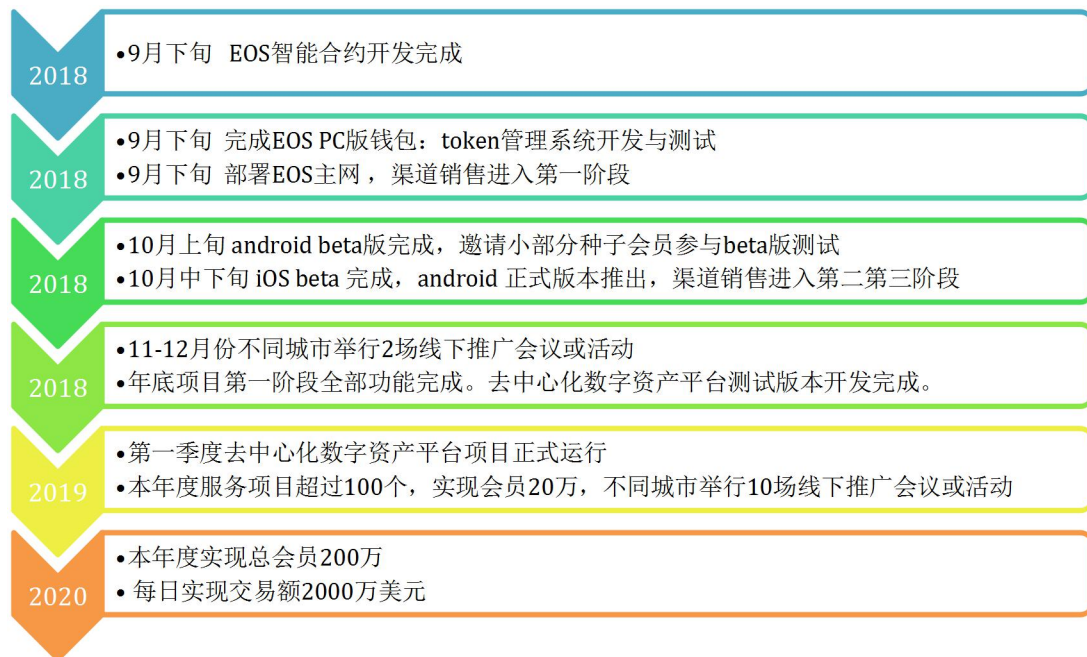 2018
•9月下旬 EOS智能合约开发完成
2018
•9月下旬 完成EOS PC版钱包：token管理系统开发与测试
•9月下旬 部署EOS主网，渠道销售进入第一阶段
2018
•10月上旬 android beta版完成，邀请小部分种子会员参与beta版测试
•10月中下旬 iOS beta 完成，android 正式版本推出，渠道销售进入第二第三阶段
2018
•11-12月份不同城市举行2场线下推广会议或活动
•年底项目第一阶段全部功能完成。去中心化数字资产平台测试版本开发完成。
2019
•第一季度去中心化数字资产平台项目正式运行
•本年度服务项目超过100个，实现会员20万，不同城市举行10场线下推广会议或活动
2020
•本年度实现总会员200万
• 每日实现交易额2000万美元